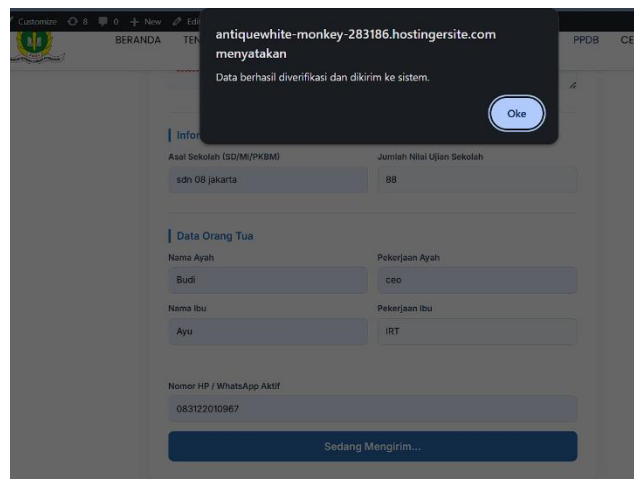 Customize 8 0 + New Edi
BERANDA TEN PPDB CE
antiquewhite-monkey-283186.hostingersite.com
menyatakan
Data berhasil diverifikasi dan dikirim ke sistem.
Oke
Infor
Asal Sekolah (SD/MI/PKBM) Jumlah Nilai Ujian Sekolah
sdn 08 jakarta 88
Data Orang Tua
Nama Ayah Pekerjaan Ayah
Budi ceo
Nama Ibu Pekerjaan Ibu
Ayu IRT
Nomor HP / WhatsApp Aktif
083122010967
Sedang Mengirim...